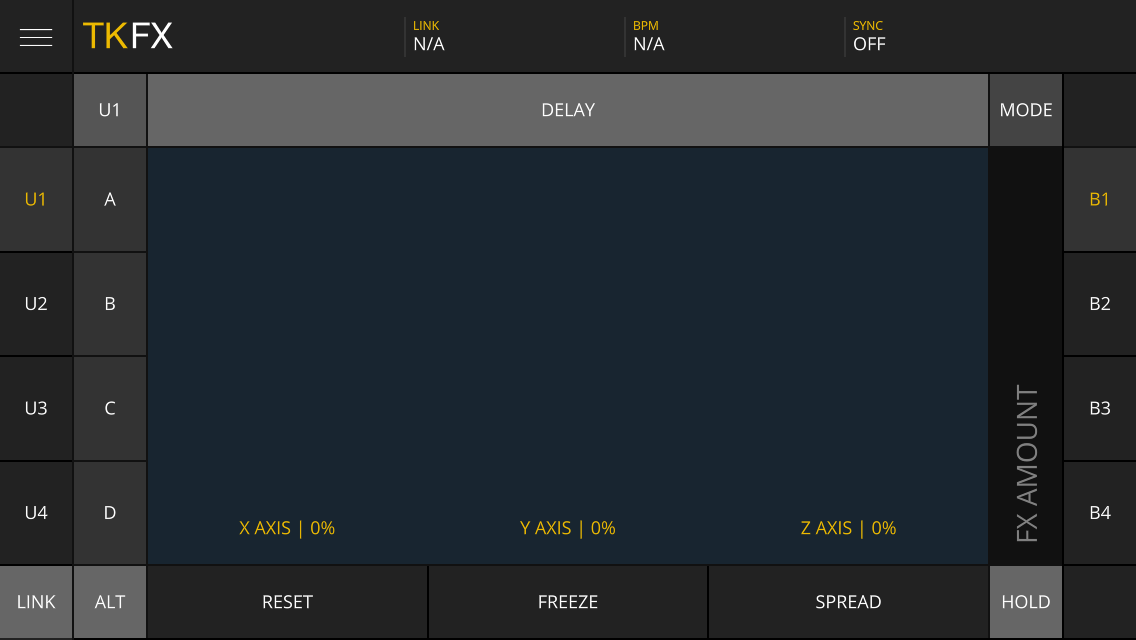 TKFX
LINK
N/A
BPM
N/A
SYNC
OFF
U1
DELAY
MODE
U1
A
B1
U2
B
B2
U3
C
B3
U4
D
B4
X AXIS | 0%
Y AXIS | 0%
Z AXIS | 0%
FX AMOUNT
LINK
ALT
RESET
FREEZE
SPREAD
HOLD